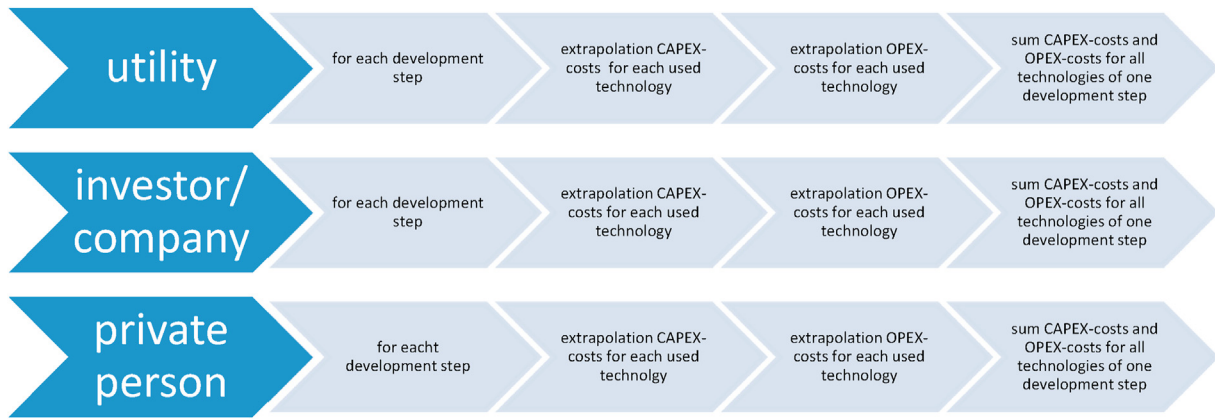 utility
for each development
step
extrapolation CAPEX-
costs for each used
technology
extrapolation OPEX-
costs for each used
technology
sum CAPEX-costs and
OPEX-costs for all
technologies of one
development step
investor/
company
for each development
step
extrapolation CAPEX-
costs for each used
technology
extrapolation OPEX-
costs for each used
technology
sum CAPEX-costs and
OPEX-costs for all
technologies of one
development step
private
person
for eacht
development step
extrapolation CAPEX-
costs for each used
technolgy
extrapolation OPEX-
costs for each used
technology
sum CAPEX-costs and
OPEX-costs for all
technologies of one
development step